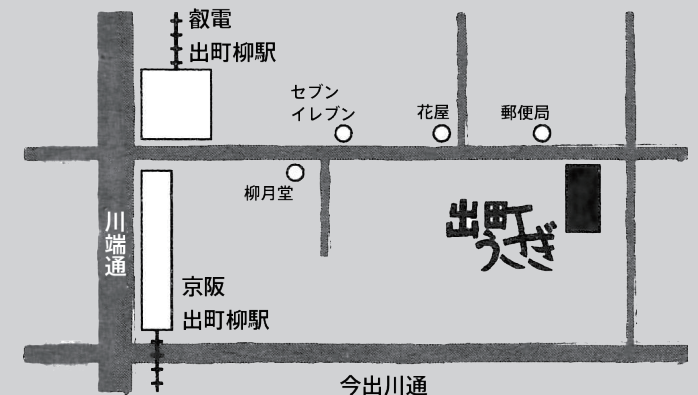 叡電
出町柳駅
セブン
イレブン
花屋
郵便局
柳月堂
出町
うさぎ
川端通
京阪
出町柳駅
今出川通